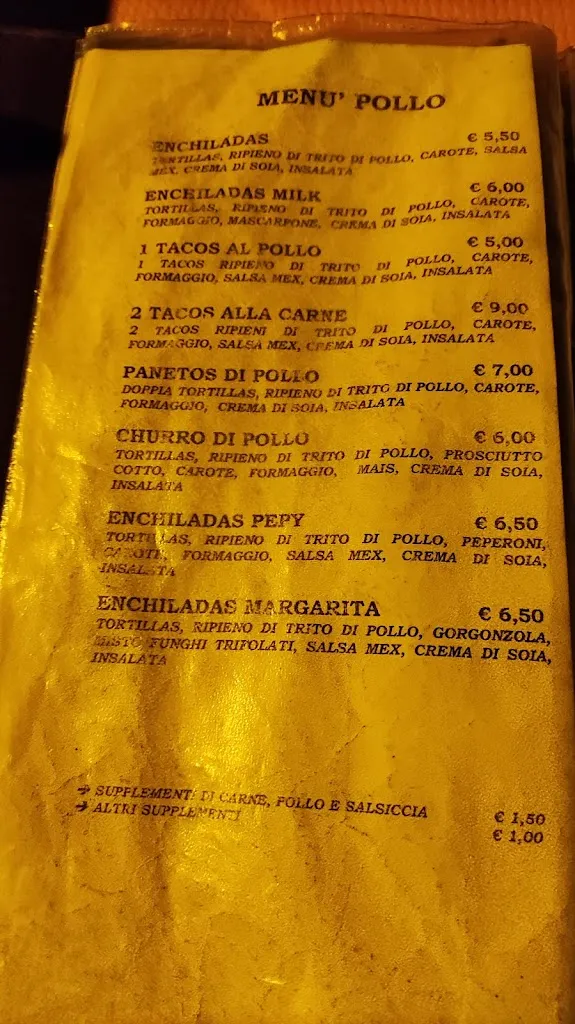 MENU' POLLO
ENCHILADAS € 5,50
TORTILLAS, RIPIENO DI TRITO DI POLLO, CAROTE, SALSA
MEX, CREMA DI SOIA, INSALATA
ENCHILADAS MILK € 6,00
TORTILLAS, RIPIENO DI TRITO DI POLLO, CAROTE,
FORMAGGIO, MASCARPONE, CREMA DI SOIA, INSALATA
1 TACOS AL POLLO € 5,00
1 TACOS RIPIENO DI TRITO DI POLLO, CAROTE,
FORMAGGIO, SALSA MEX, CREMA DI SOIA, INSALATA
2 TACOS ALLA CARNE € 9,00
2 TACOS RIPIENI DI TRITO DI POLLO, CAROTE,
FORMAGGIO, SALSA MEX, CREMA DI SOIA, INSALATA
PANETOS DI POLLO € 7,00
DOPPIA TORTILLAS, RIPIENO DI TRITO DI POLLO, CAROTE,
FORMAGGIO, CREMA DI SOIA, INSALATA
CHURRO DI POLLO € 6,00
TORTILLAS, RIPIENO DI TRITO DI POLLO, PROSCIUTTO
COTTO, CAROTE, FORMAGGIO, MAIS, CREMA DI SOIA,
INSALATA
ENCHILADAS PEPY € 6,50
TORTILLAS, RIPIENO DI TRITO DI POLLO, PEPERONI,
CAROTE, FORMAGGIO, SALSA MEX, CREMA DI SOIA,
INSALATA
ENCHILADAS MARGARITA € 6,50
TORTILLAS, RIPIENO DI TRITO DI POLLO, GORGONZOLA,
MISTO FUNGHI TRIFOLATI, SALSA MEX, CREMA DI SOIA,
INSALATA
➔ SUPPLEMENTI DI CARNE, POLLO E SALSICCIA € 1,50
➔ ALTRI SUPPLEMENTI € 1,00